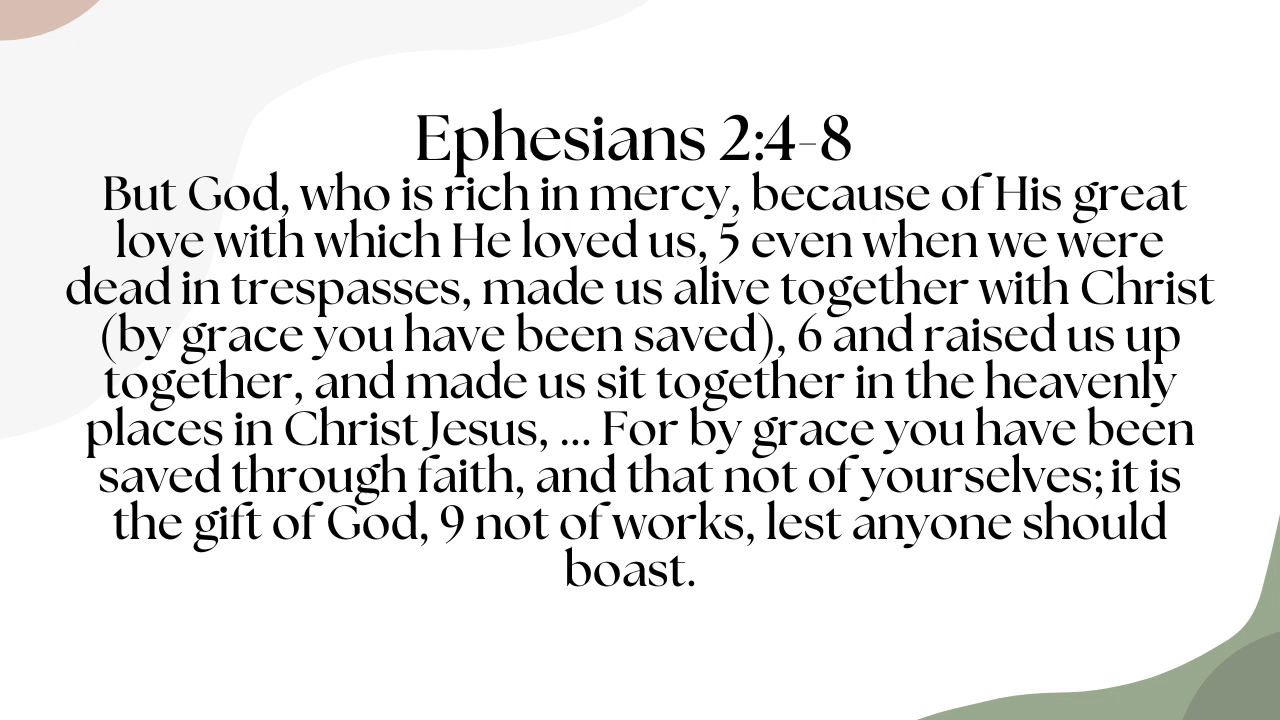 Ephesians 2:4-8
But God, who is rich in mercy, because of His great
love with which He loved us, 5 even when we were
dead in trespasses, made us alive together with Christ
(by grace you have been saved), 6 and raised us up
together, and made us sit together in the heavenly
places in Christ Jesus, ... For by grace you have been
saved through faith, and that not of yourselves; it is
the gift of God, 9 not of works, lest anyone should
boast.